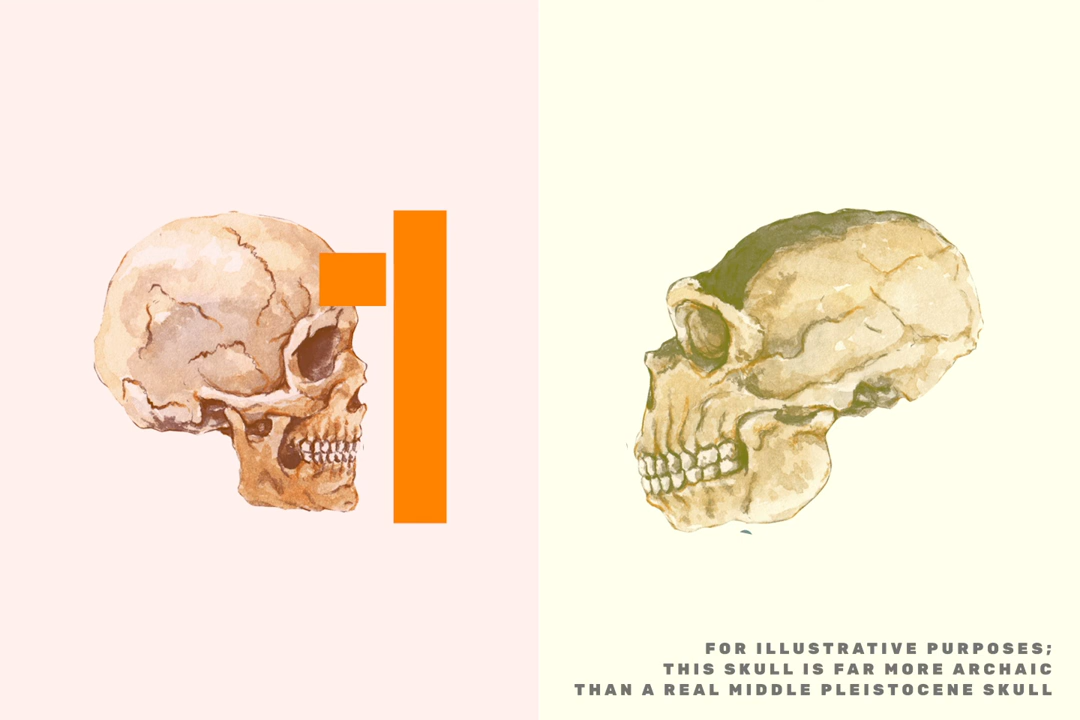 FOR ILLUSTRATIVE PURPOSES;
THIS SKULL IS FAR MORE ARCHAIC
THAN A REAL MIDDLE PLEISTOCENE SKULL